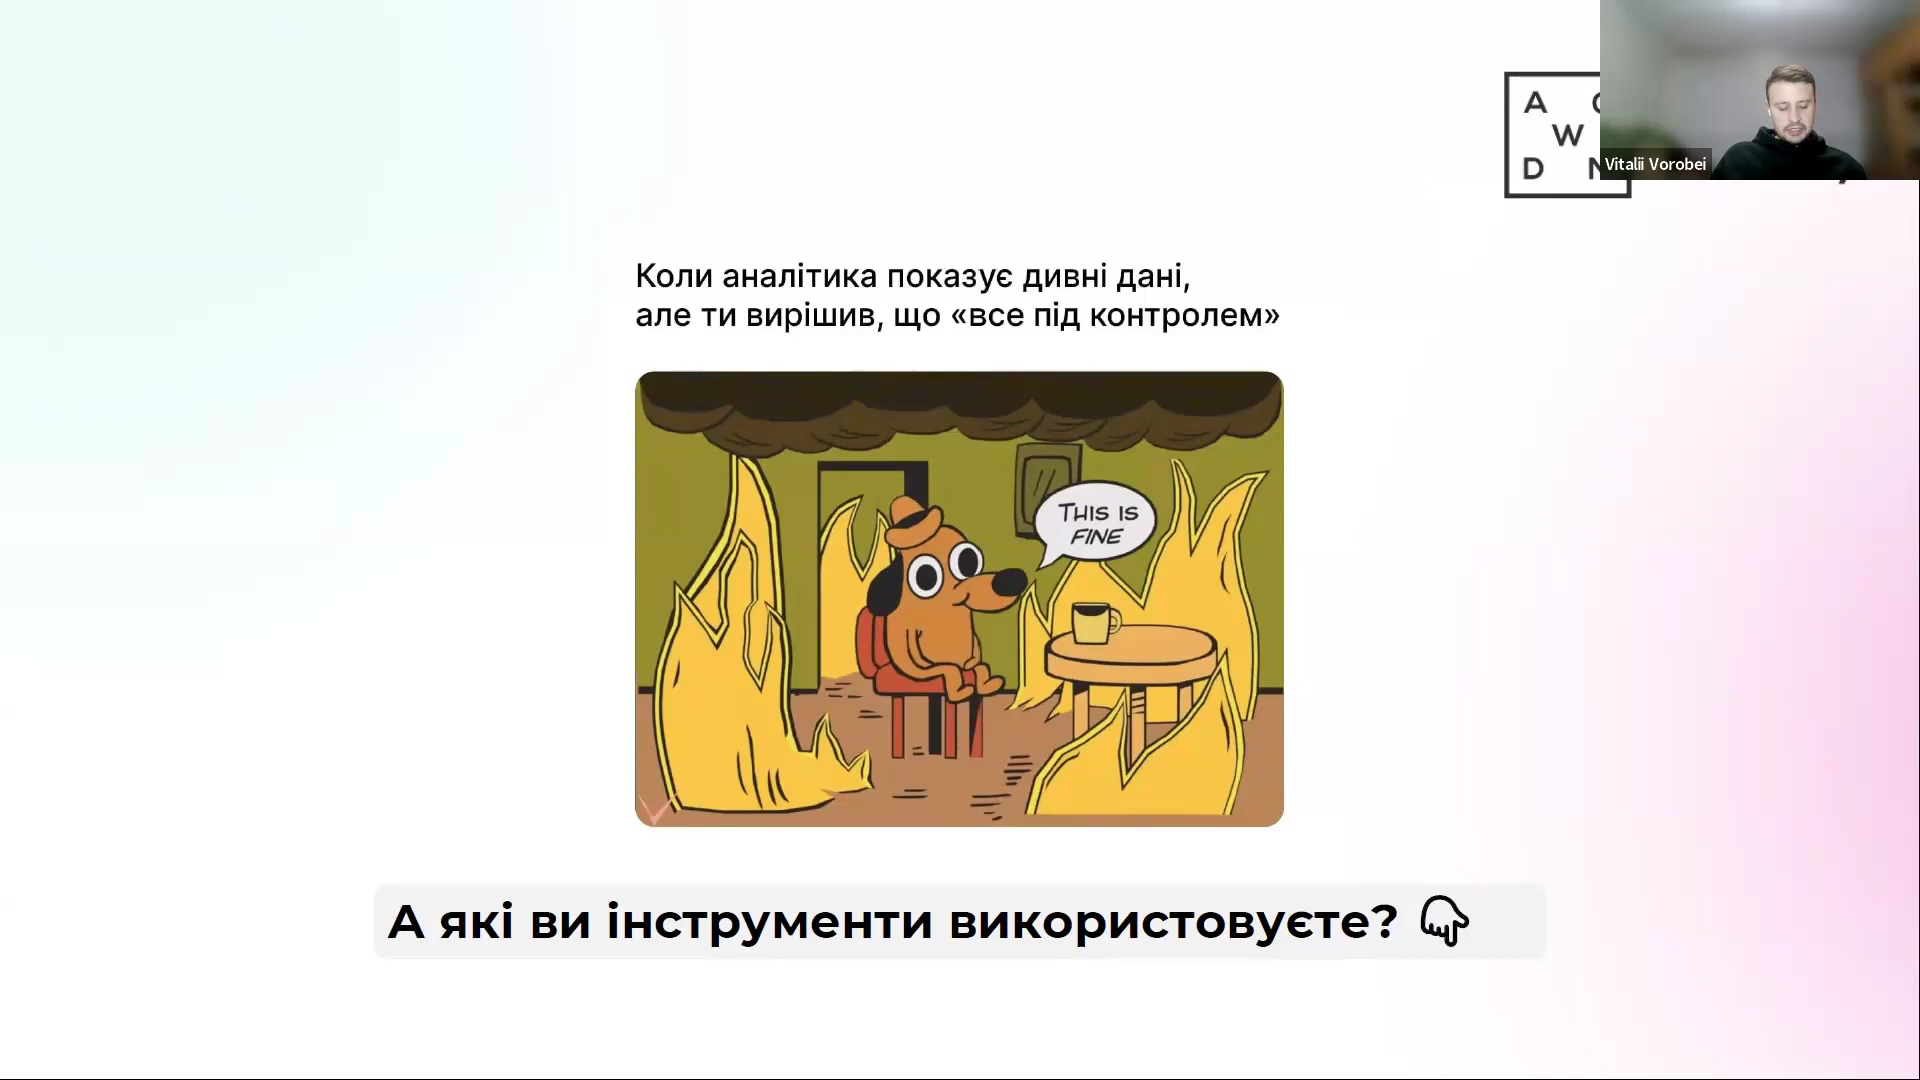 A
W
D
Vitalii Vorobei
Коли аналітика показує дивні дані,
але ти вирішив, що «все під контролем»
THIS IS
FINE
А які ви інструменти використовуєте?